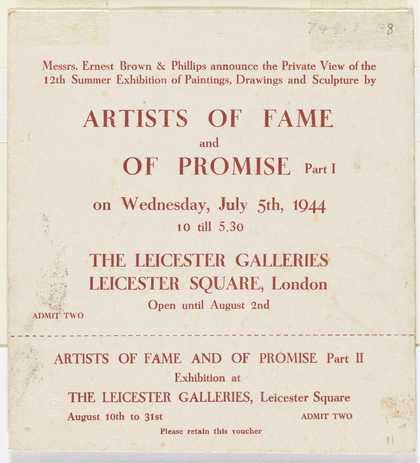 Messrs. Ernest Brown & Phillips announce the Private View of the
12th Summer Exhibition of Paintings, Drawings and Sculpture by
ARTISTS OF FAME
and
OF PROMISE Part I
on Wednesday, July 5th, 1944
10 till 5.30
THE LEICESTER GALLERIES
LEICESTER SQUARE, London
Open until August 2nd
ADMIT TWO
ARTISTS OF FAME AND OF PROMISE Part II
Exhibition at
THE LEICESTER GALLERIES, Leicester Square
August 10th to 31st ADMIT TWO
Please retain this voucher
11